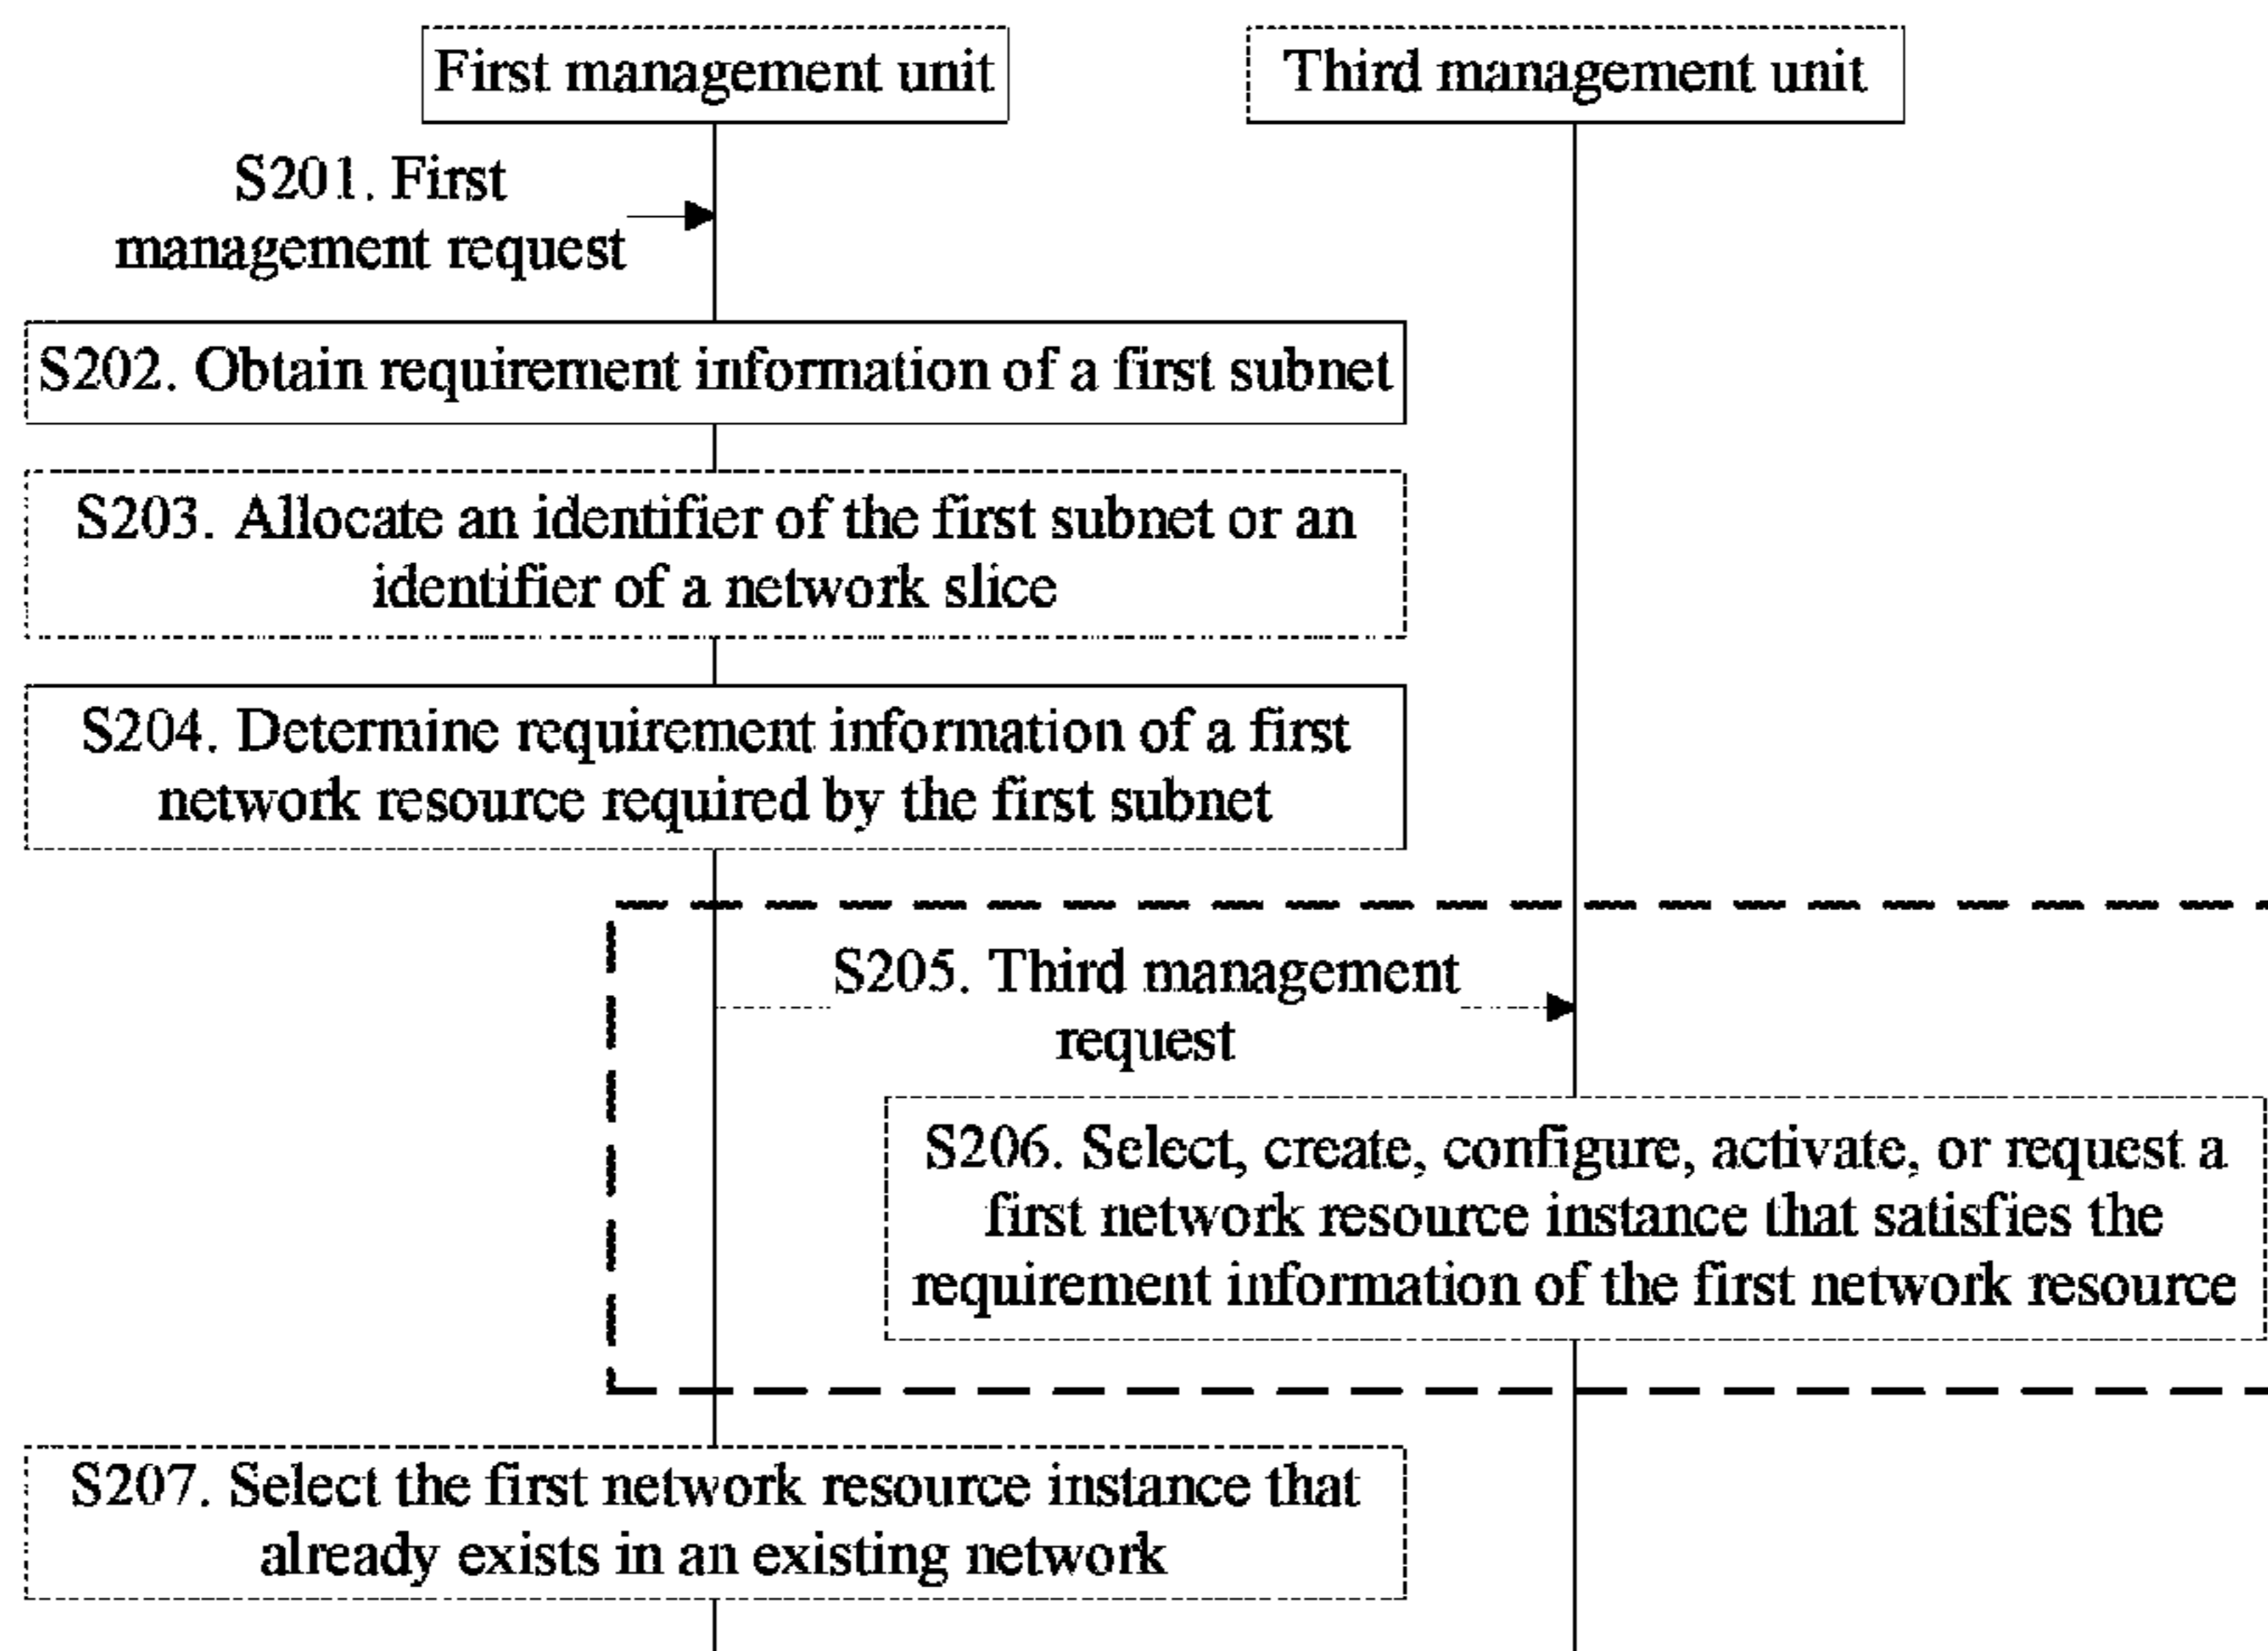 First management unit
Third management unit
S201. First
management request
S202. Obtain requirement information of a first subnet
S203. Allocate an identifier of the first subnet or an
identifier of a network slice
S204. Determine requirement information of a first
network resource required by the first subnet
S205. Third management
request
S206. Select, create, configure, activate, or request a
first network resource instance that satisfies the
requirement information of the first network resource
S207. Select the first network resource instance that
already exists in an existing network